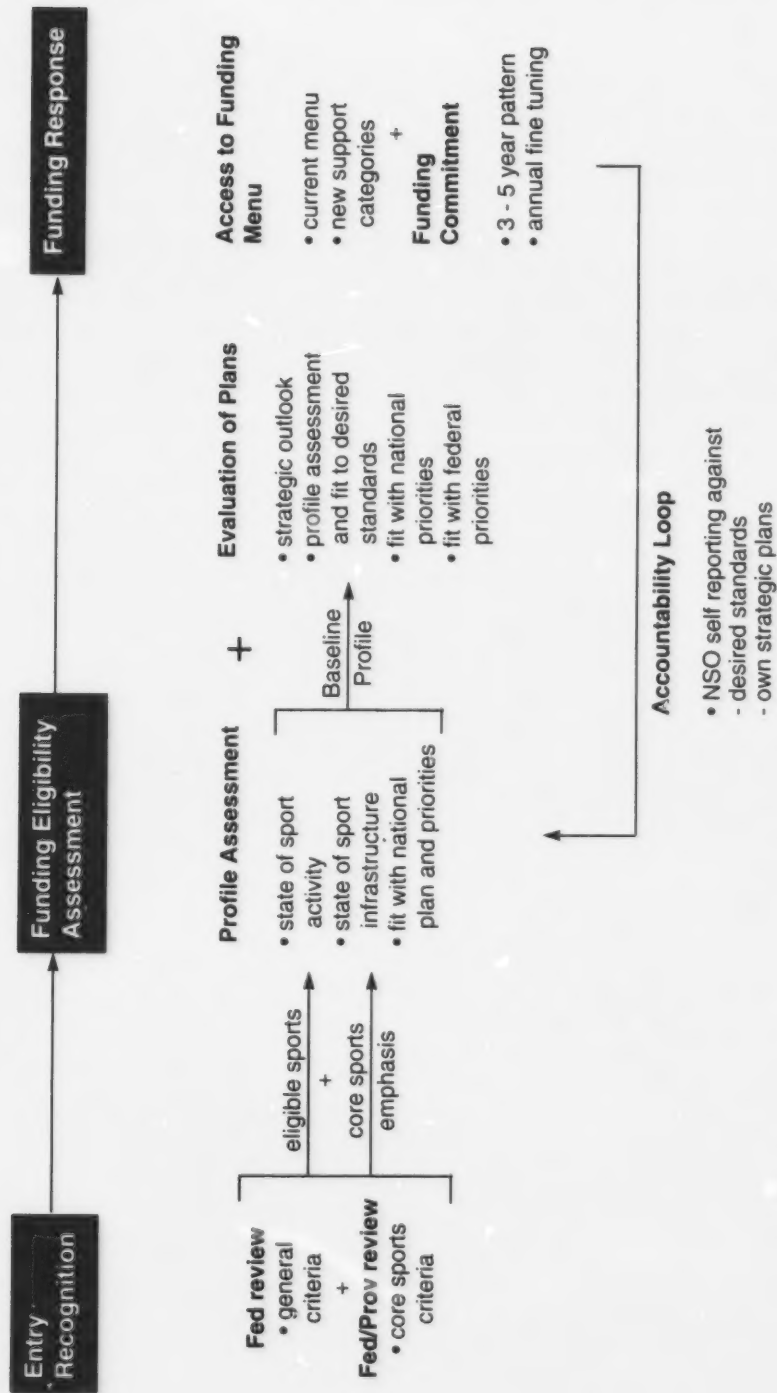 Entry
Recognition
Funding Eligibility
Assessment
Funding Response
Fed review
• general
criteria
+
Fed/Prov review
• core sports
criteria
eligible sports
+
core sports
emphasis
Profile Assessment
• state of sport
activity
• state of sport
infrastructure
• fit with national
plan and priorities
+
Baseline
Profile
Evaluation of Plans
• strategic outlook
• profile assessment
and fit to desired
standards
• fit with national
priorities
• fit with federal
priorities
Access to Funding
Menu
• current menu
• new support
categories
+
Funding
Commitment
• 3 - 5 year pattern
• annual fine tuning
Accountability Loop
• NSO self reporting against
- desired standards
- own strategic plans